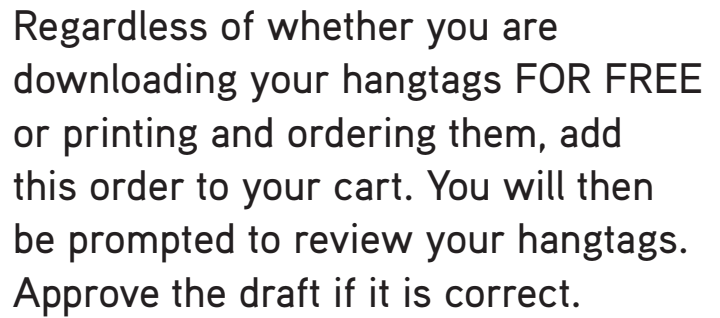 Regardless of whether you are
downloading your hangtags FOR FREE
or printing and ordering them, add
this order to your cart. You will then
be prompted to review your hangtags.
Approve the draft if it is correct.